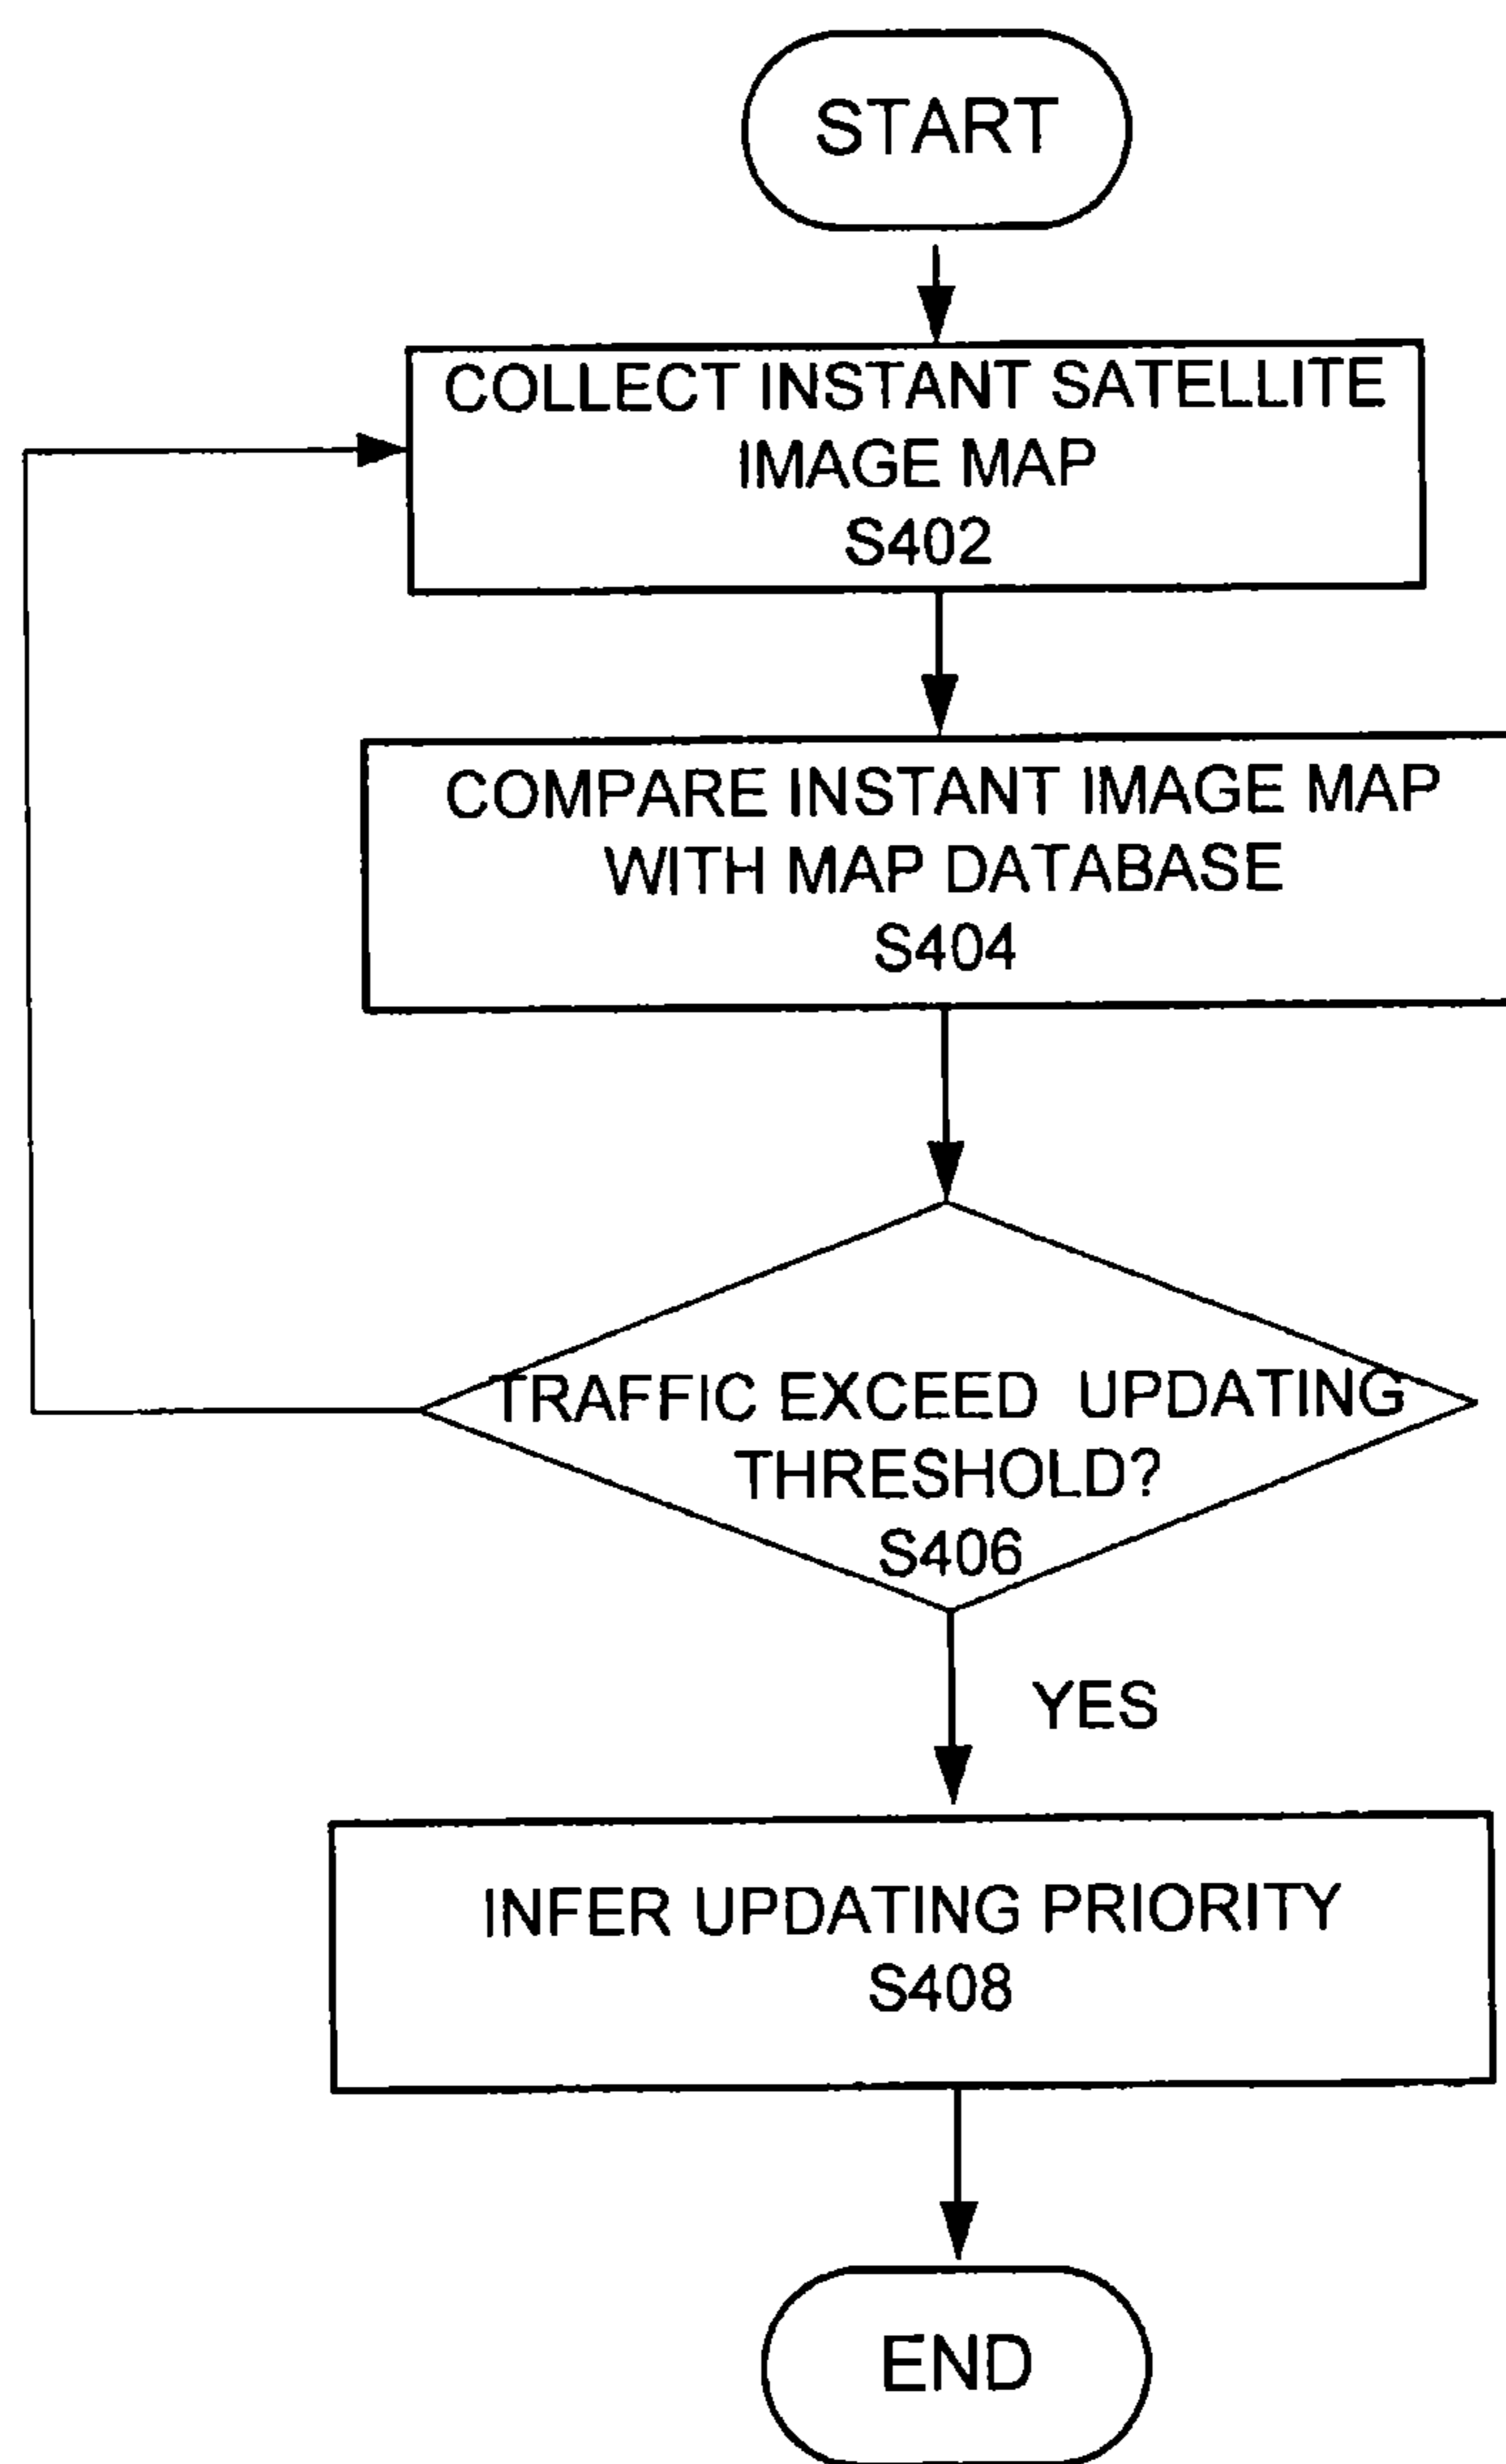 START
COLLECT INSTANT SATELLITE
IMAGE MAP
S402
COMPARE INSTANT IMAGE MAP
WITH MAP DATABASE
S404
TRAFFIC EXCEED UPDATING
THRESHOLD?
S406
YES
INFER UPDATING PRIORITY
S408
END